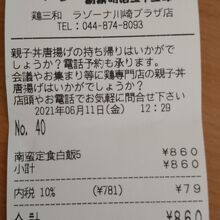 鶏三和 ラゾーナ川崎プラザ店
TEL:044-874-8093
親子丼唐揚げの持ち帰りはいかがで
しょうか?電話予約も承ります。
会議やお集まり等に鶏専門店の親子丼
唐揚げはいかがでしょうか?
店頭やお電話でお気軽に問合せ下さい
2021年06月11日(金) 12:29
No. 40
南蛮定食白飯5 ¥860
小計 ¥860
内税 10% (¥781) ¥79
合計 ¥860